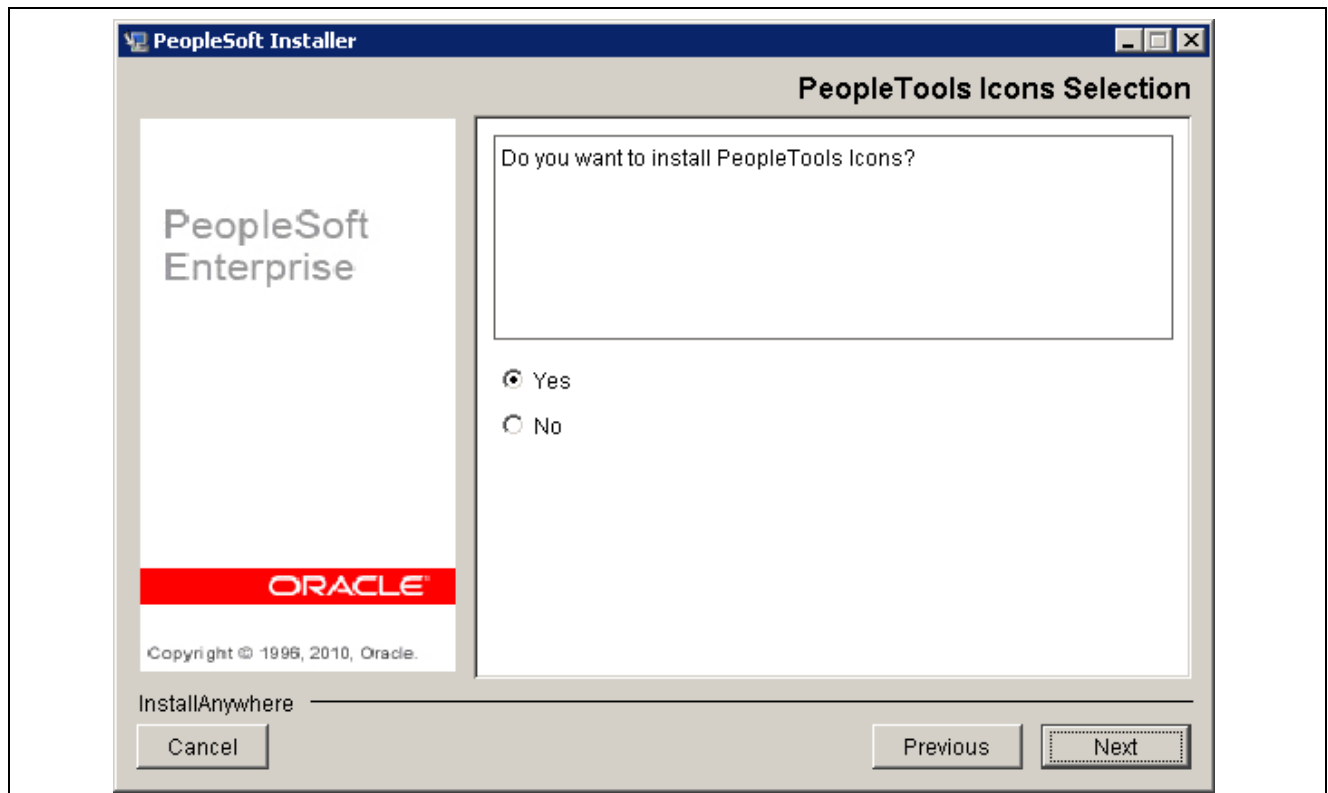 PeopleSoft Installer
PeopleTools Icons Selection
PeopleSoft
Enterprise
ORACLE
Copyright © 1996, 2010, Oracle.
Do you want to install PeopleTools Icons?
Yes
No
InstallAnywhere
Cancel
Previous
Next